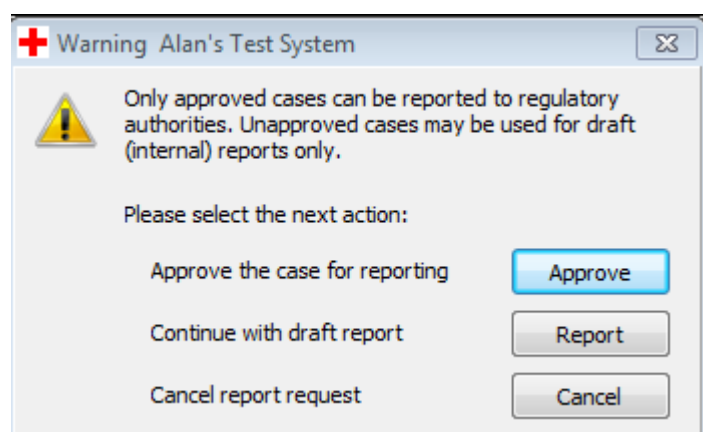 Warning Alan's Test System
Only approved cases can be reported to regulatory
authorities. Unapproved cases may be used for draft
(internal) reports only.
Please select the next action:
Approve the case for reporting Approve
Continue with draft report Report
Cancel report request Cancel